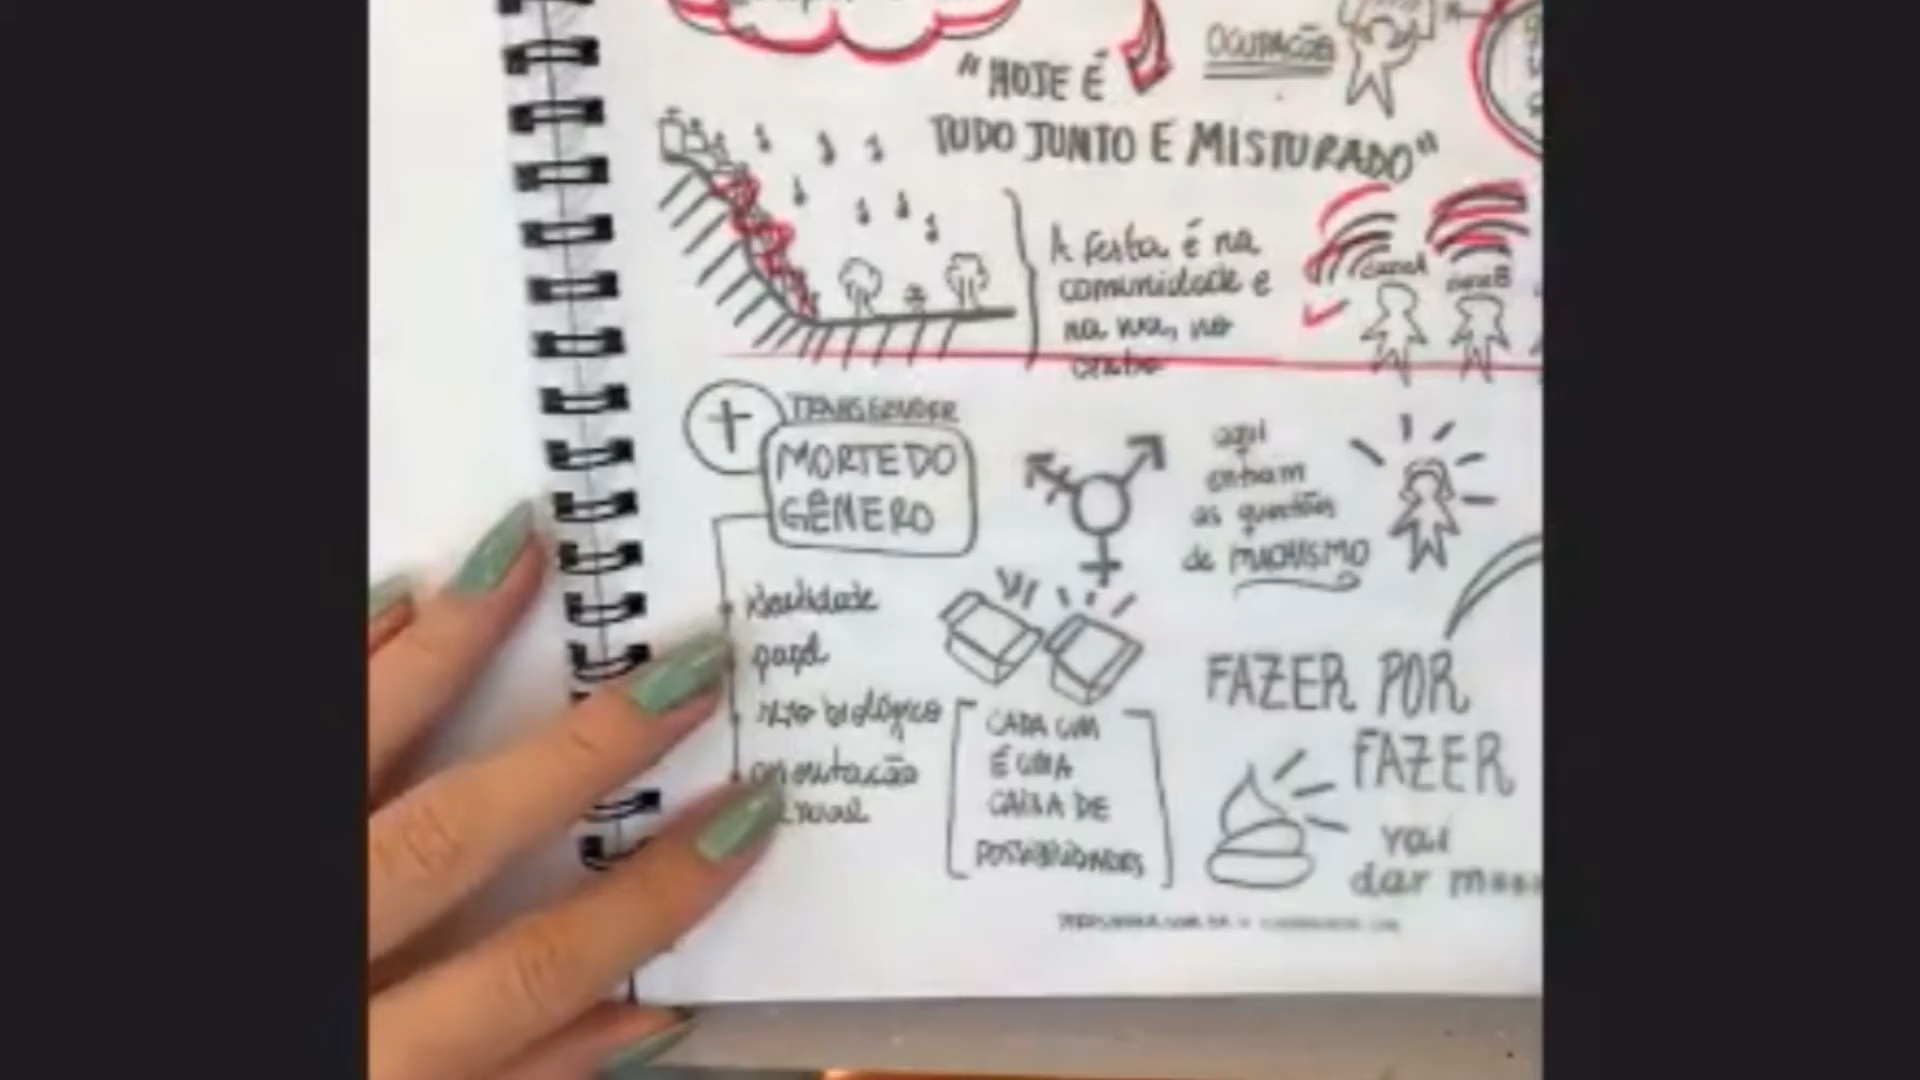 OCUPAÇÃO
"HOJE É
TUDO JUNTO E MISTURADO"
A festa é na
comunidade e
na rua, no
centro
TRANSGENDER
MORTE DO
GÊNERO
identidade
papel
sexo biológico
orientação
sexual
aqui
entram
as questões
de MACHISMO
CADA UM
É UMA
CAIXA DE
POSSIBILIDADES
FAZER POR
FAZER
vai
dar m